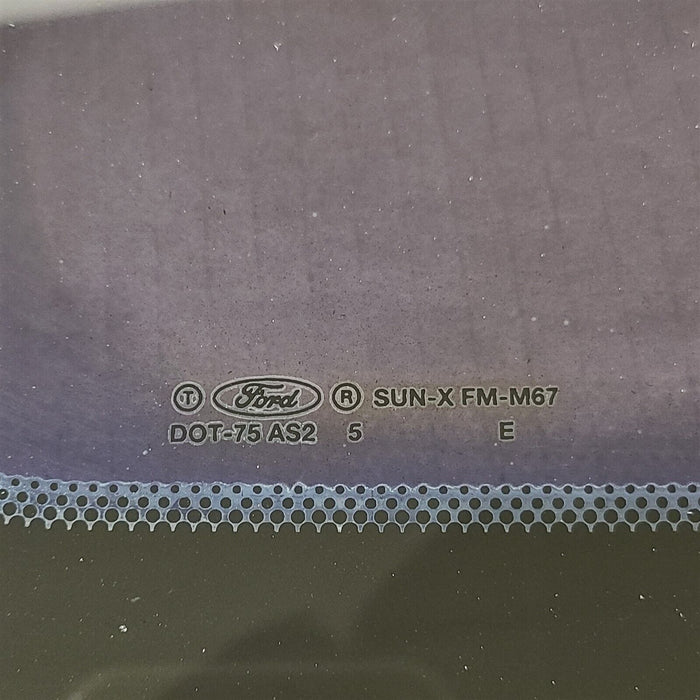 T Ford R SUN-X FM-M67
DOT-75 AS2 5 E